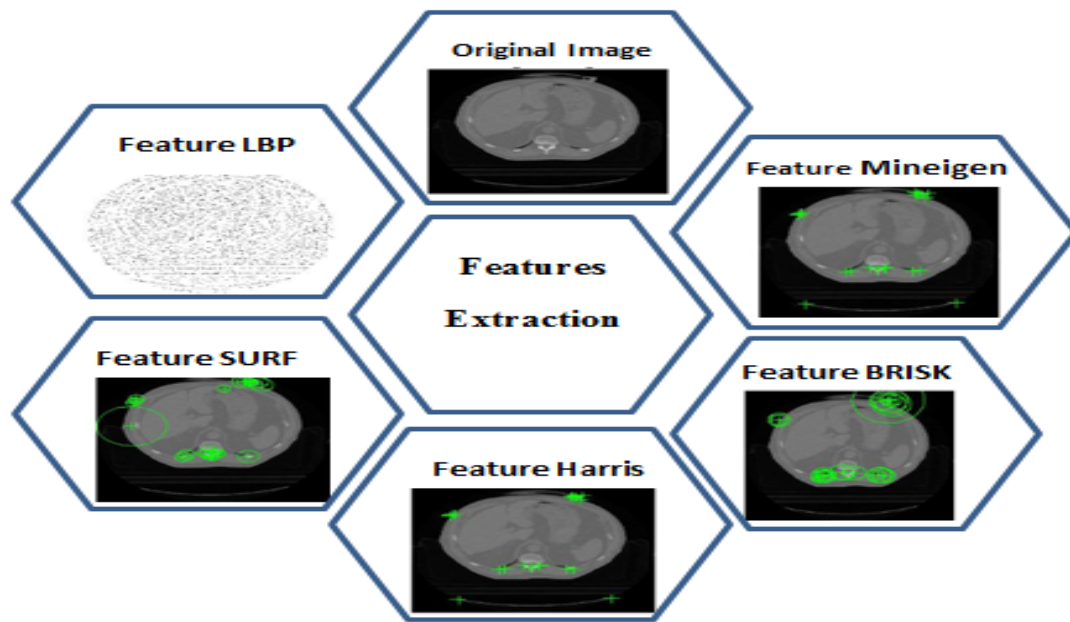 Original Image
Feature LBP
Feature Mineigen
Features
Extraction
Feature SURF
Feature BRISK
Feature Harris